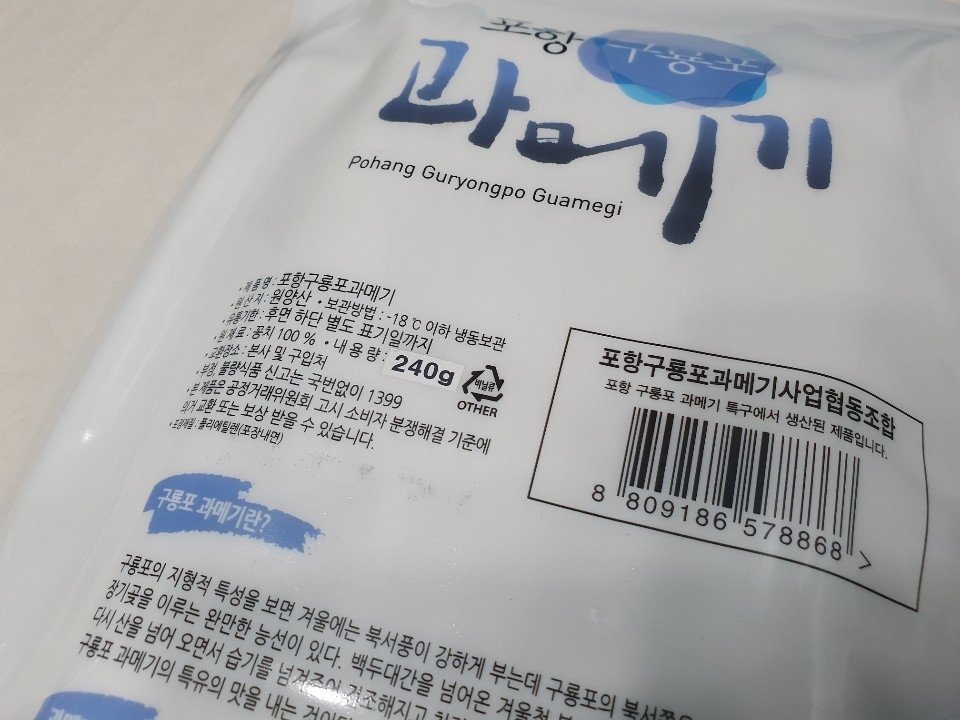 포항 구룡포
과메기
Pohang Guryongpo Guamegi
• 제품명 : 포항구룡포과메기
• 원산지 : 원양산 • 보관방법 : -18℃ 이하 냉동보관
• 유통기한 : 후면 하단 별도 표기일까지
• 원재료 : 꽁치 100 % • 내용량 : 240g
• 교환장소 : 본사 및 구입처
• 부정, 불량식품 신고는 국번없이 1399
• 본 제품은 공정거래위원회 고시 소비자 분쟁해결 기준에
의거 교환 또는 보상 받을 수 있습니다.
• 포장재질 : 폴리에틸렌(포장내면)
비닐류
OTHER
포항구룡포과메기사업협동조합
포항 구룡포 과메기 특구에서 생산된 제품입니다.
8 809186 578868 >
구룡포 과메기란?
구룡포의 지형적 특성을 보면 겨울에는 북서풍이 강하게 부는데 구룡포의 북서쪽은
장기곶을 이루는 완만한 능선이 있다. 백두대간을 넘어온 겨울철
다시 산을 넘어 오면서 습기를 넘겨주어 건조해지고
구룡포 과메기의 특유의 맛을 내는
과메기